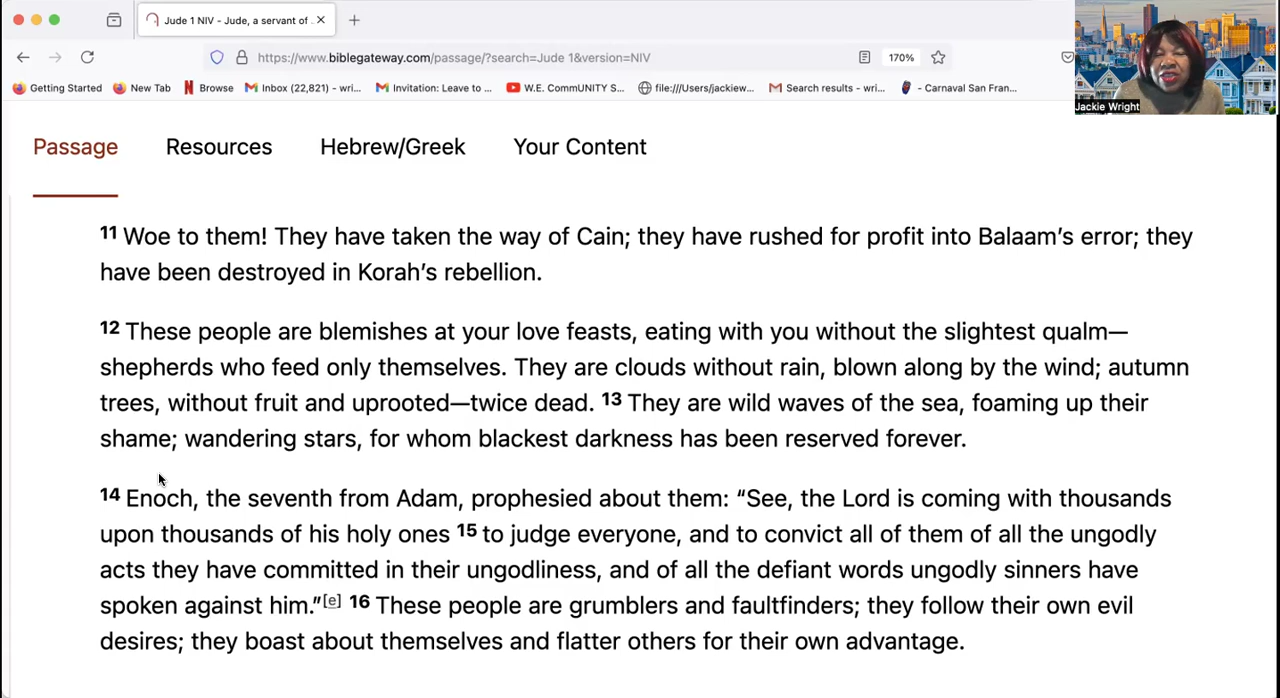 Jude 1 NIV - Jude, a servant of .
https://www.biblegateway.com/passage/?search=Jude 1&version=NIV
170%
Getting Started New Tab Browse Inbox (22,821) - wri... Invitation: Leave to ... W.E. CommUNITY S... file:///Users/jackiew... Search results - wri... - Carnaval San Fran...
Jackie Wright
Passage Resources Hebrew/Greek Your Content
11 Woe to them! They have taken the way of Cain; they have rushed for profit into Balaam’s error; they
have been destroyed in Korah’s rebellion.
12 These people are blemishes at your love feasts, eating with you without the slightest qualm—
shepherds who feed only themselves. They are clouds without rain, blown along by the wind; autumn
trees, without fruit and uprooted—twice dead. 13 They are wild waves of the sea, foaming up their
shame; wandering stars, for whom blackest darkness has been reserved forever.
14 Enoch, the seventh from Adam, prophesied about them: “See, the Lord is coming with thousands
upon thousands of his holy ones 15 to judge everyone, and to convict all of them of all the ungodly
acts they have committed in their ungodliness, and of all the defiant words ungodly sinners have
spoken against him.”[e] 16 These people are grumblers and faultfinders; they follow their own evil
desires; they boast about themselves and flatter others for their own advantage.